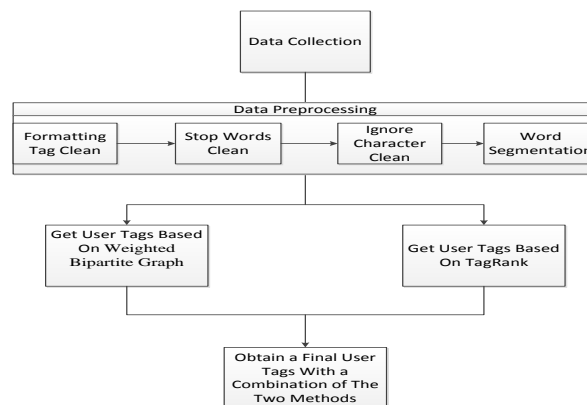 Data Collection
Data Preprocessing
Formatting
Tag Clean
Stop Words
Clean
Ignore
Character
Clean
Word
Segmentation
Get User Tags Based
On Weighted
Bipartite Graph
Get User Tags Based
On TagRank
Obtain a Final User
Tags With a
Combination of The
Two Methods